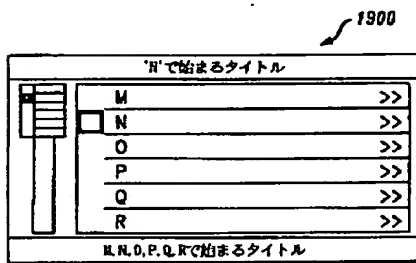 1900
'N'で始まるタイトル
M >>
N >>
O >>
P >>
Q >>
R >>
M,N,O,P,Q,Rで始まるタイトル